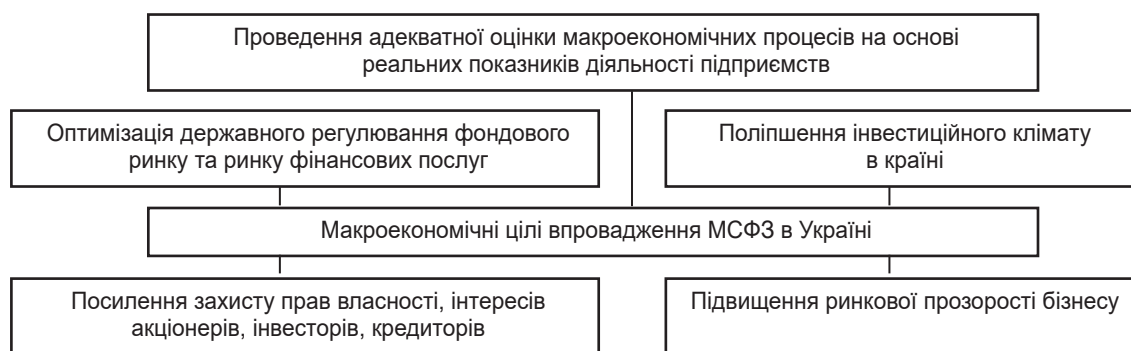 Проведення адекватної оцінки макроекономічних процесів на основі
реальних показників діяльності підприємств
Оптимізація державного регулювання фондового
ринку та ринку фінансових послуг
Поліпшення інвестиційного клімату
в країні
Макроекономічні цілі впровадження МСФЗ в Україні
Посилення захисту прав власності, інтересів
акціонерів, інвесторів, кредиторів
Підвищення ринкової прозорості бізнесу